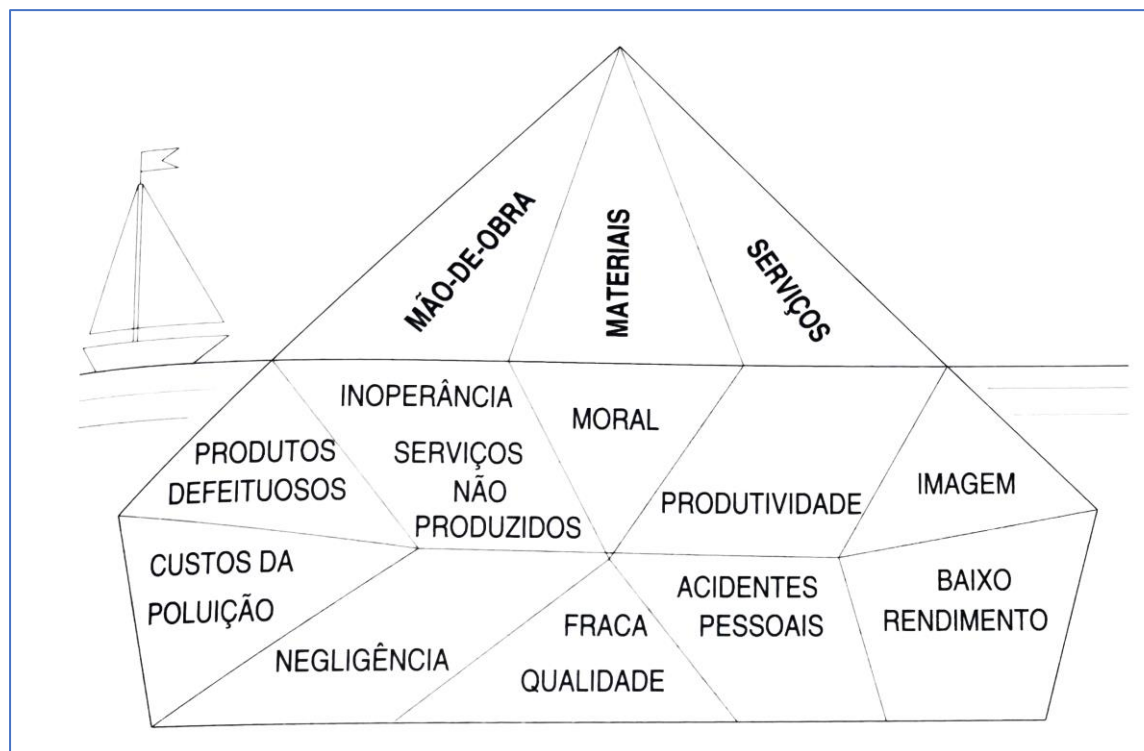 MÃO-DE-OBRA
MATERIAIS
SERVIÇOS
INOPERÂNCIA
SERVIÇOS
NÃO
PRODUZIDOS
MORAL
PRODUTOS
DEFEITUOSOS
PRODUTIVIDADE
IMAGEM
CUSTOS DA
POLUIÇÃO
NEGLIGÊNCIA
FRACA
QUALIDADE
ACIDENTES
PESSOAIS
BAIXO
RENDIMENTO